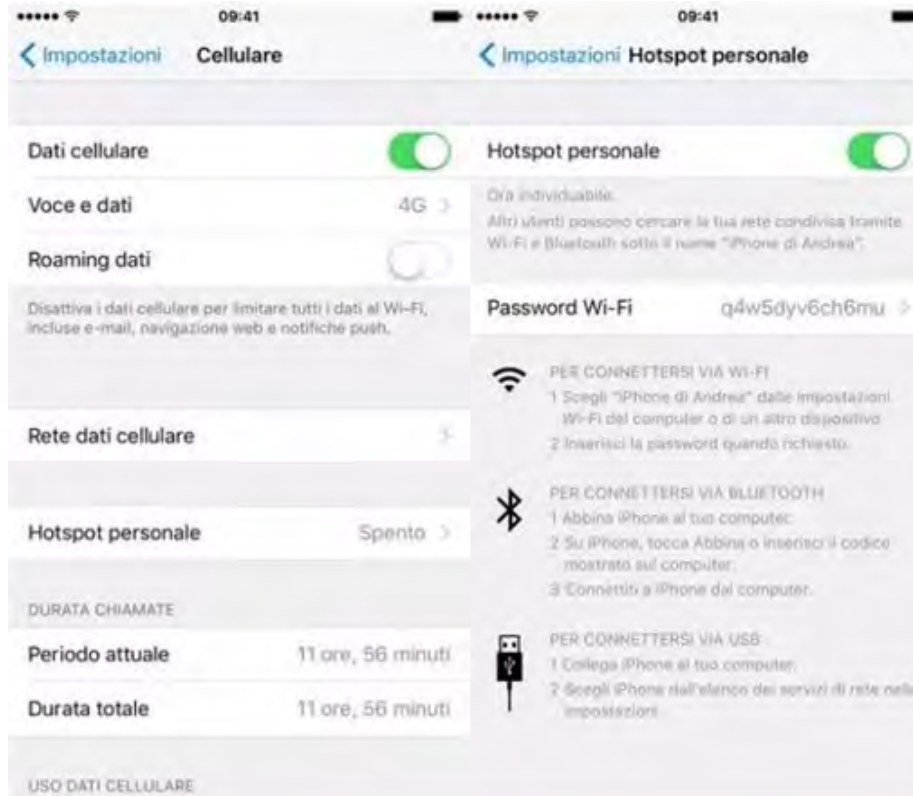 09:41
Impostazioni Cellulare
Dati cellulare
Voce e dati 4G
Roaming dati
Disattiva i dati cellulare per limitare tutti i dati al Wi-Fi,
incluse e-mail, navigazione web e notifiche push.
Rete dati cellulare
Hotspot personale Spento
DURATA CHIAMATE
Periodo attuale 11 ore, 56 minuti
Durata totale 11 ore, 56 minuti
USO DATI CELLULARE
09:41
Impostazioni Hotspot personale
Hotspot personale
Ora individuabile.
Altri utenti possono cercare la tua rete condivisa tramite
Wi-Fi e Bluetooth sotto il nome "iPhone di Andrea".
Password Wi-Fi q4w5dyv6ch6mu
PER CONNETTERSI VIA WI-FI
1 Scegli "iPhone di Andrea" dalle impostazioni
Wi-Fi del computer o di un altro dispositivo
2 Inserisci la password quando richiesto.
PER CONNETTERSI VIA BLUETOOTH
1 Abbina iPhone al tuo computer.
2 Su iPhone, tocca Abbina o inserisci il codice
mostrato sul computer.
3 Connettiti a iPhone dal computer.
PER CONNETTERSI VIA USB
1 Collega iPhone al tuo computer.
2 Scegli iPhone dall'elenco dei servizi di rete nelle
impostazioni.